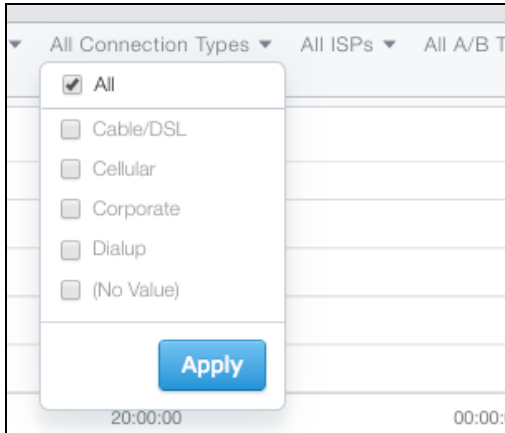 All Connection Types All ISPs All A/B
All
Cable/DSL
Cellular
Corporate
Dialup
(No Value)
Apply
20:00:00 00:00: